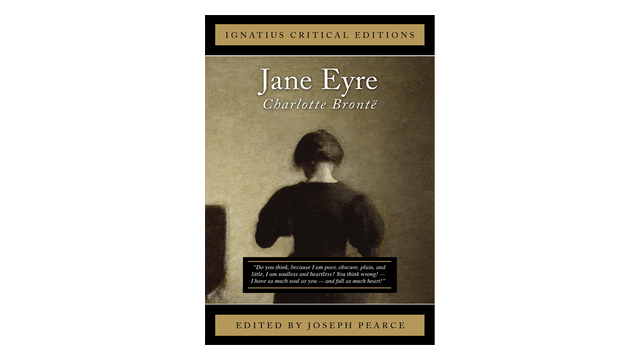 IGNATIUS CRITICAL EDITIONS
Jane Eyre
Charlotte Brontë
"Do you think, because I am poor, obscure, plain, and
little, I am soulless and heartless? You think wrong! —
I have as much soul as you — and full as much heart!"
EDITED BY JOSEPH PEARCE